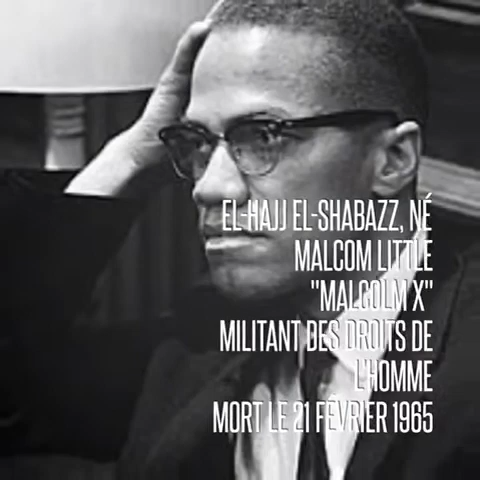 EL-HAJJ EL-SHABAZZ, NÉ
MALCOM LITTLE
"MALCOLM X"
MILITANT DES DROITS DE
L'HOMME
MORT LE 21 FÉVRIER 1965